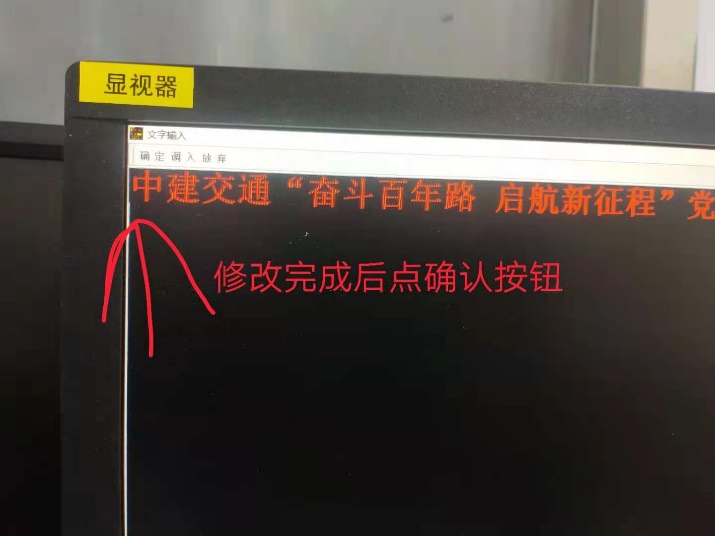 显视器
文字输入
确定 调入 放弃
中建交通“奋斗百年路 启航新征程”党
修改完成后点确认按钮